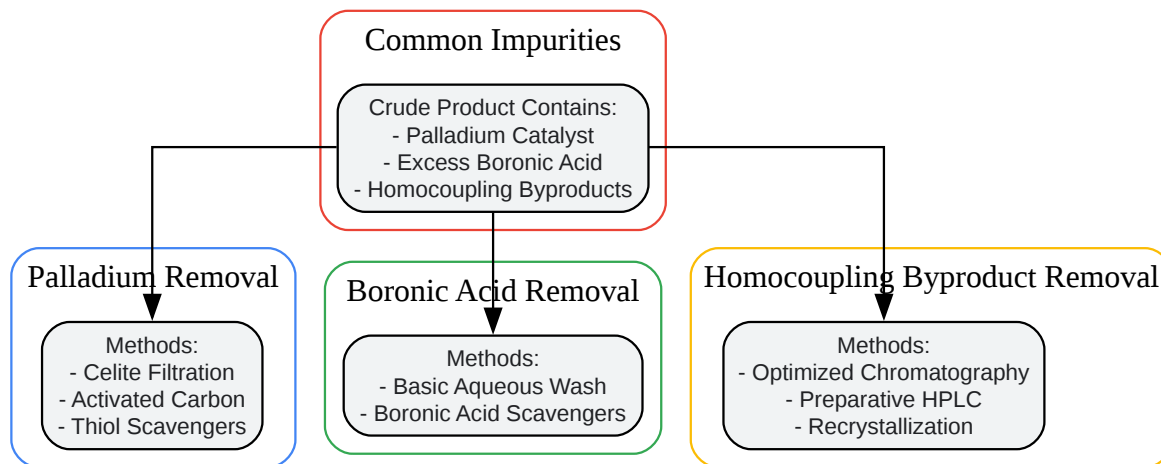 Common Impurities
Crude Product Contains:
- Palladium Catalyst
- Excess Boronic Acid
- Homocoupling Byproducts
Palladium Removal
Methods:
- Celite Filtration
- Activated Carbon
- Thiol Scavengers
Boronic Acid Removal
Methods:
- Basic Aqueous Wash
- Boronic Acid Scavengers
Homocoupling Byproduct Removal
Methods:
- Optimized Chromatography
- Preparative HPLC
- Recrystallization